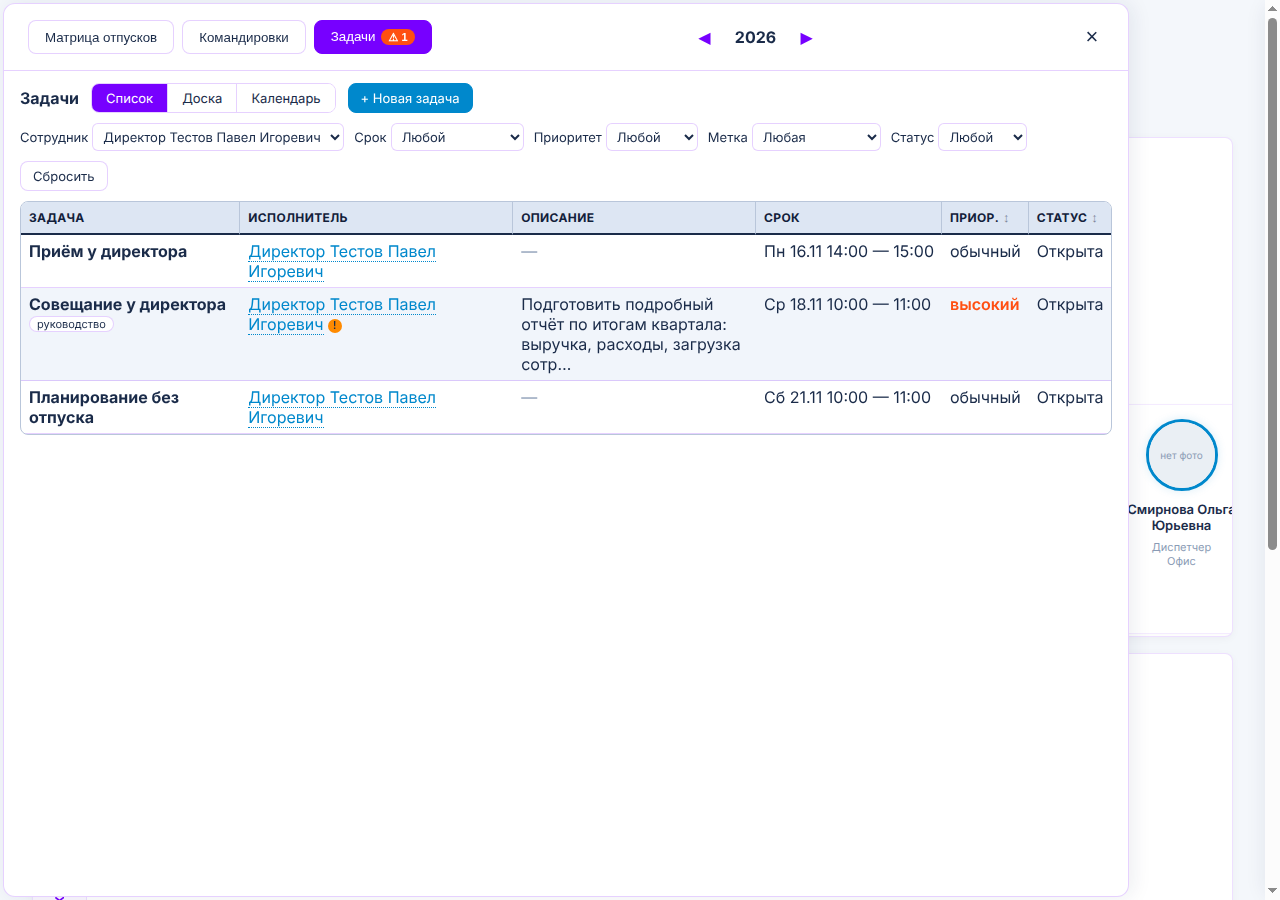 Матрица отпусков
Командировки
Задачи ⚠ 1
◀ 2026 ▶
×
Задачи
Список
Доска
Календарь
+ Новая задача
Сотрудник Директор Тестов Павел Игоревич
Срок Любой
Приоритет Любой
Метка Любая
Статус Любой
Сбросить
ЗАДАЧА ИСПОЛНИТЕЛЬ ОПИСАНИЕ СРОК ПРИОР. ↕ СТАТУС ↕
Приём у директора
Директор Тестов Павел
Игоревич
—
Пн 16.11 14:00 — 15:00
обычный
Открыта
Совещание у директора
руководство
Директор Тестов Павел
Игоревич !
Подготовить подробный
отчёт по итогам квартала:
выручка, расходы, загрузка
сотр...
Ср 18.11 10:00 — 11:00
высокий
Открыта
Планирование без
отпуска
Директор Тестов Павел
Игоревич
—
Сб 21.11 10:00 — 11:00
обычный
Открыта
нет фото
Смирнова Ольга
Юрьевна
Диспетчер
Офис